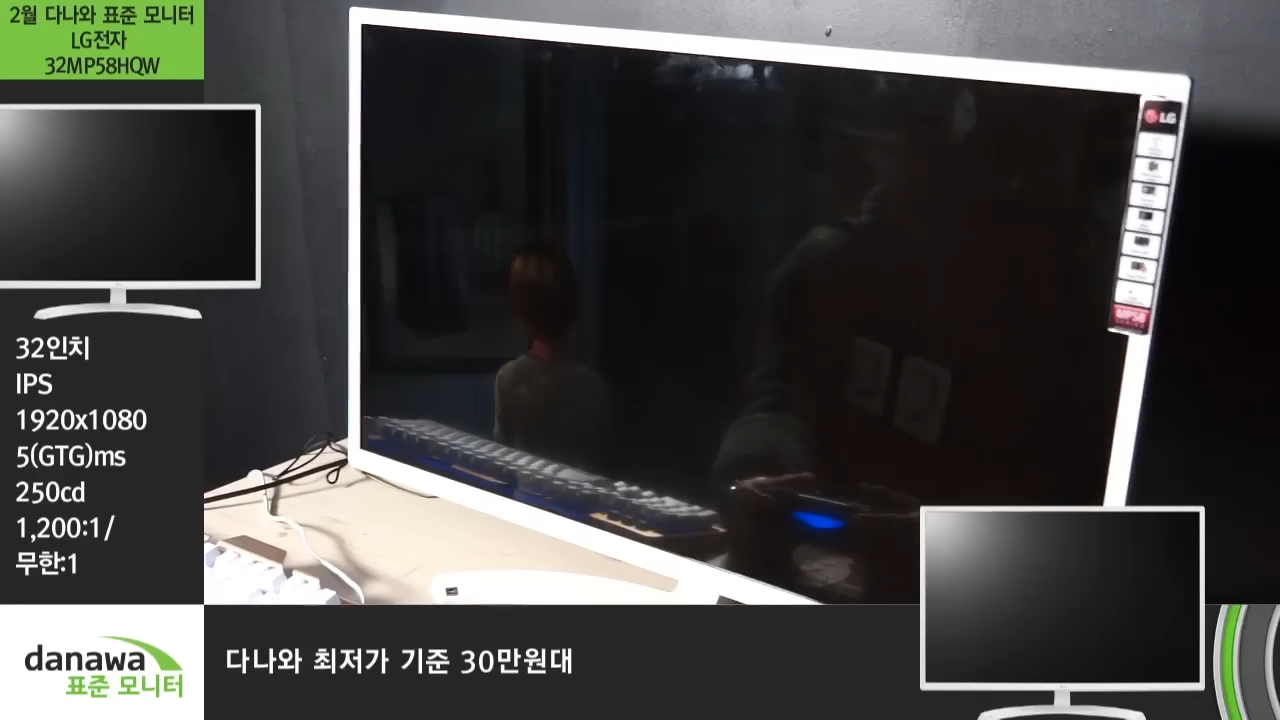 2월 다나와 표준 모니터
LG전자
32MP58HQW
LG
MP58
32인치
IPS
1920x1080
5(GTG)ms
250cd
1,200:1/
무한:1
danawa
표준 모니터
다나와 최저가 기준 30만원대